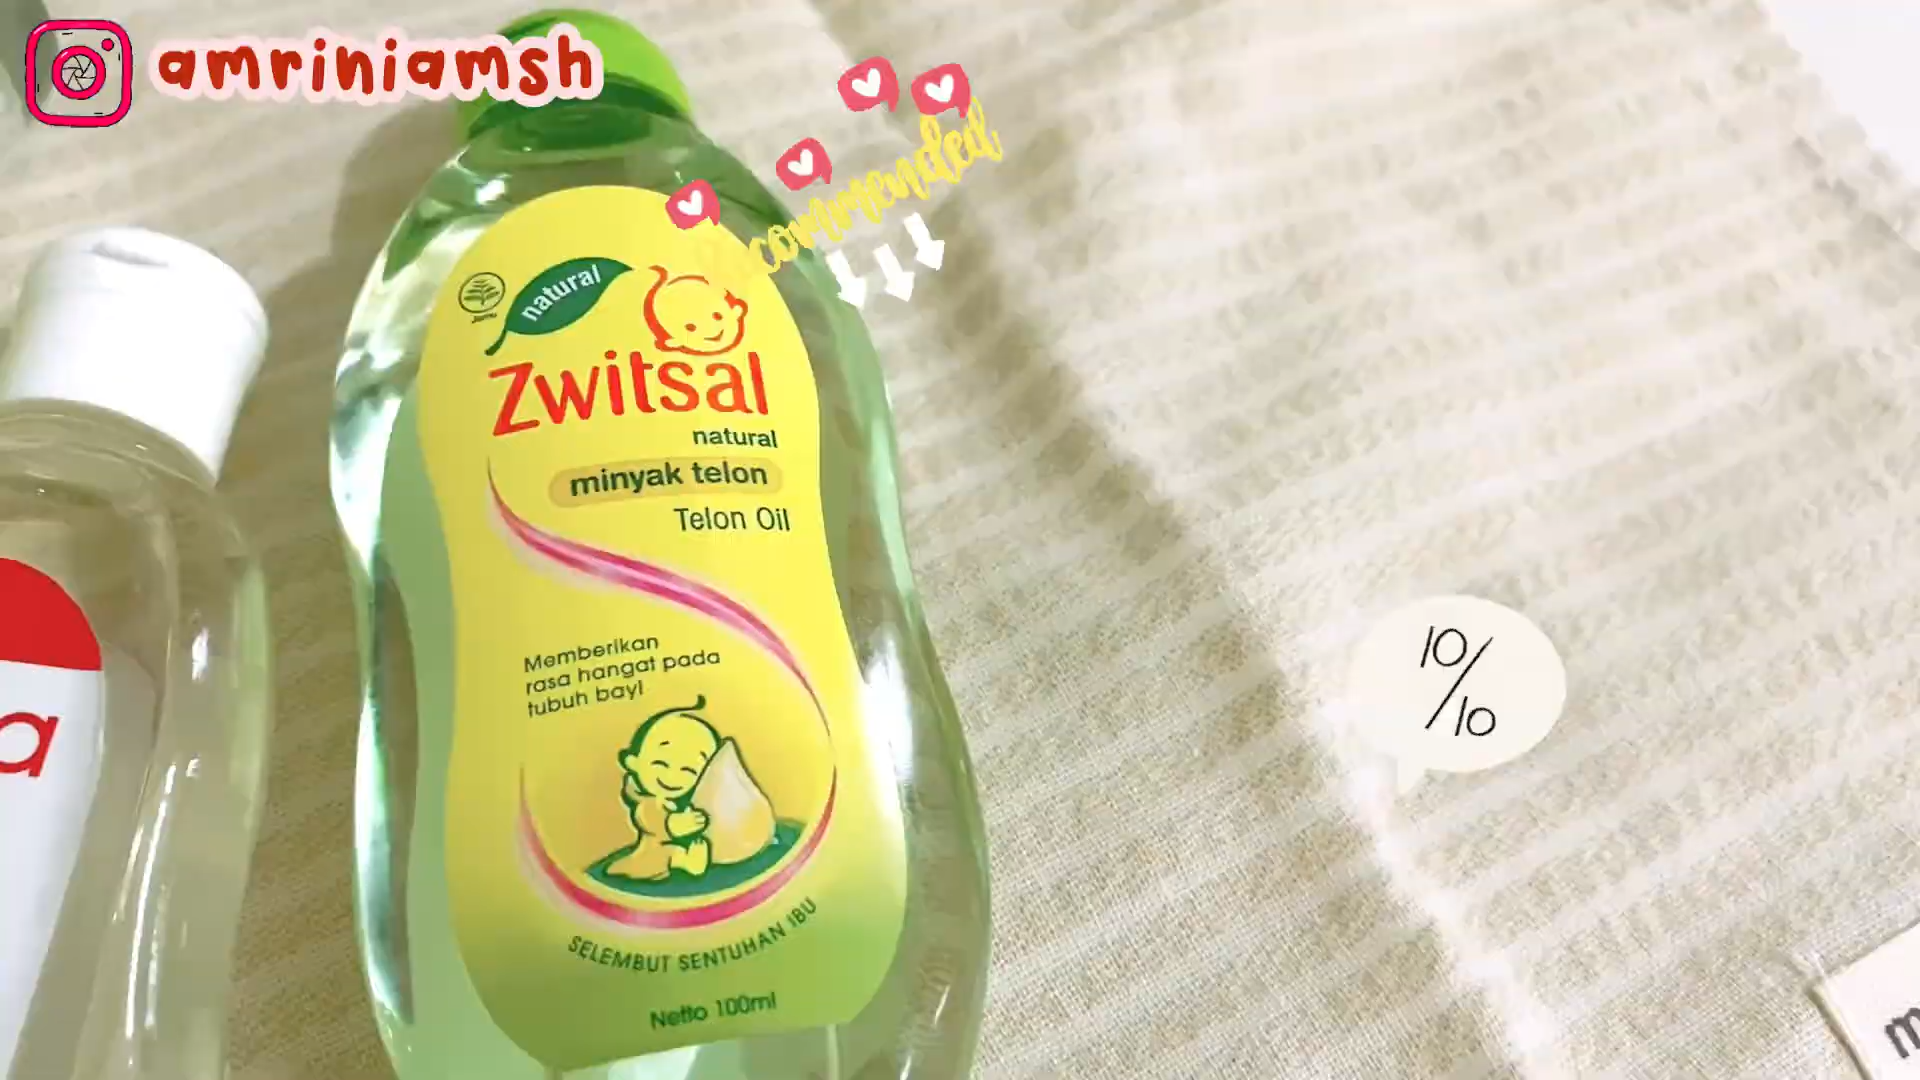 amriniamsh
recommended
natural
Jamu
Zwitsal
natural
minyak telon
Telon Oil
Memberikan
rasa hangat pada
tubuh bayi
SELEMBUT SENTUHAN IBU
Netto 100ml
10/10
a
m